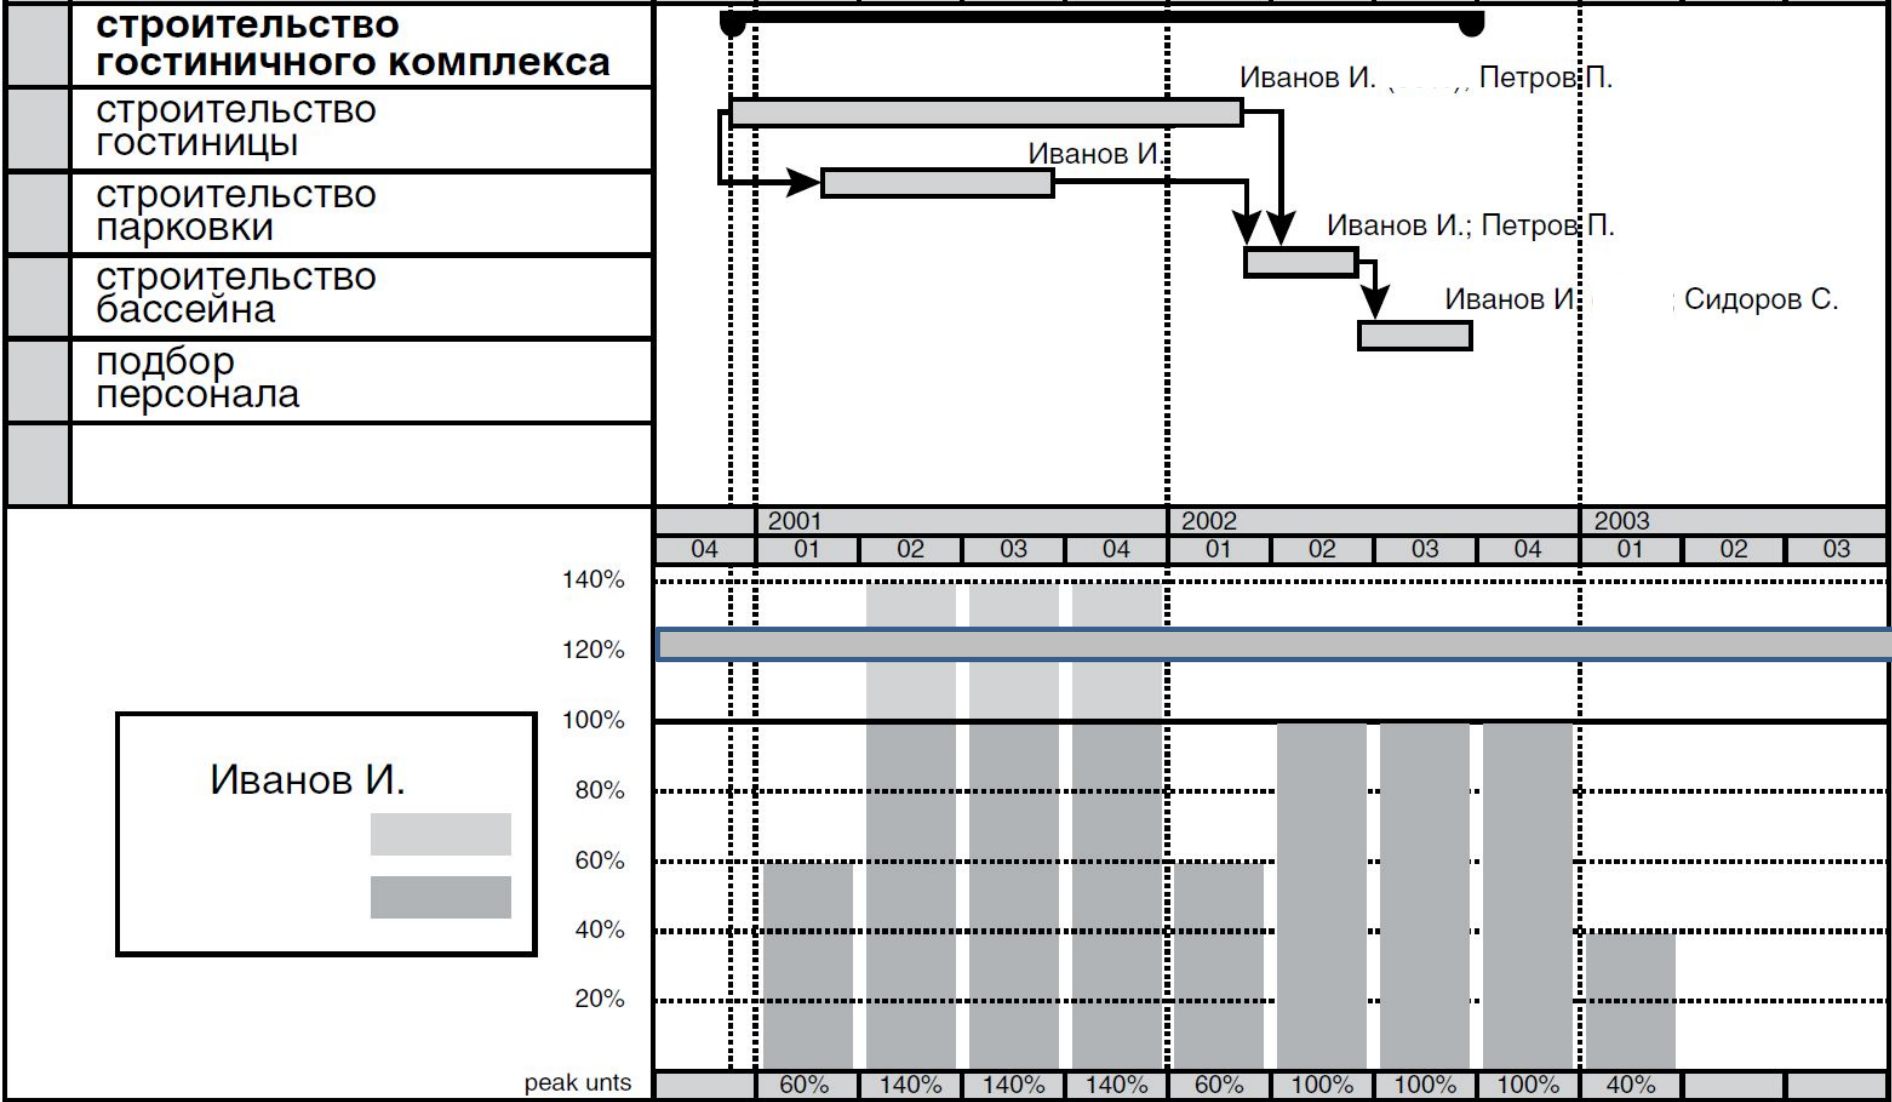 строительство
гостиничного комплекса
Иванов И. ; Петров П.
строительство
гостиницы
Иванов И.
строительство
парковки
Иванов И.; Петров П.
строительство
бассейна
Иванов И. ; Сидоров С.
подбор
персонала
2001 2002 2003
04 01 02 03 04 01 02 03 04 01 02 03
140%
120%
100%
Иванов И.
80%
60%
40%
20%
peak unts 60% 140% 140% 140% 60% 100% 100% 100% 40%